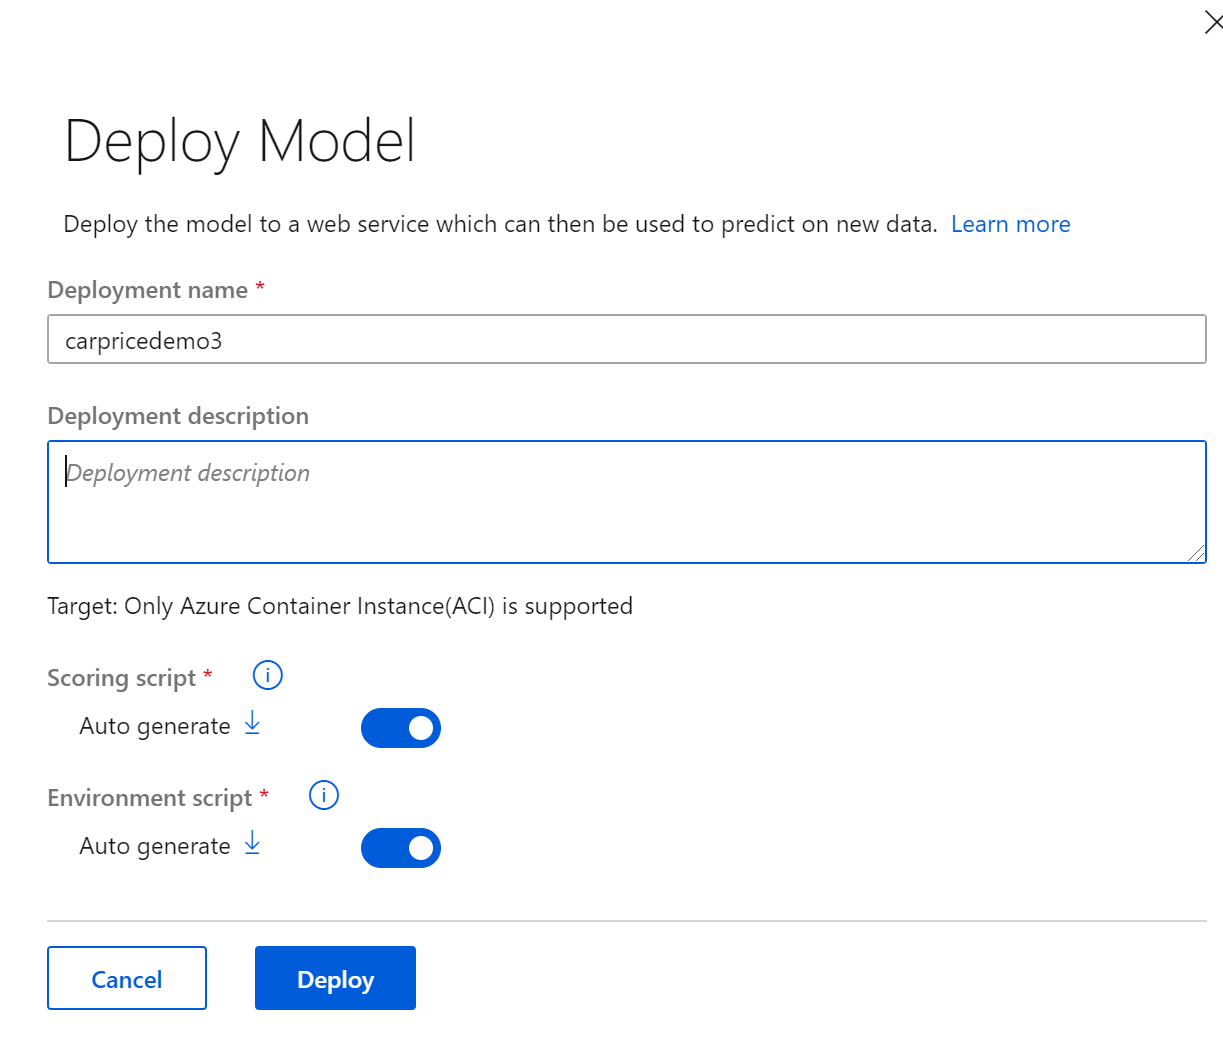 Deploy Model
Deploy the model to a web service which can then be used to predict on new data. Learn more
Deployment name *
carpricedemo3
Deployment description
Deployment description
Target: Only Azure Container Instance(ACI) is supported
Scoring script * i
Auto generate
Environment script * i
Auto generate
Cancel Deploy